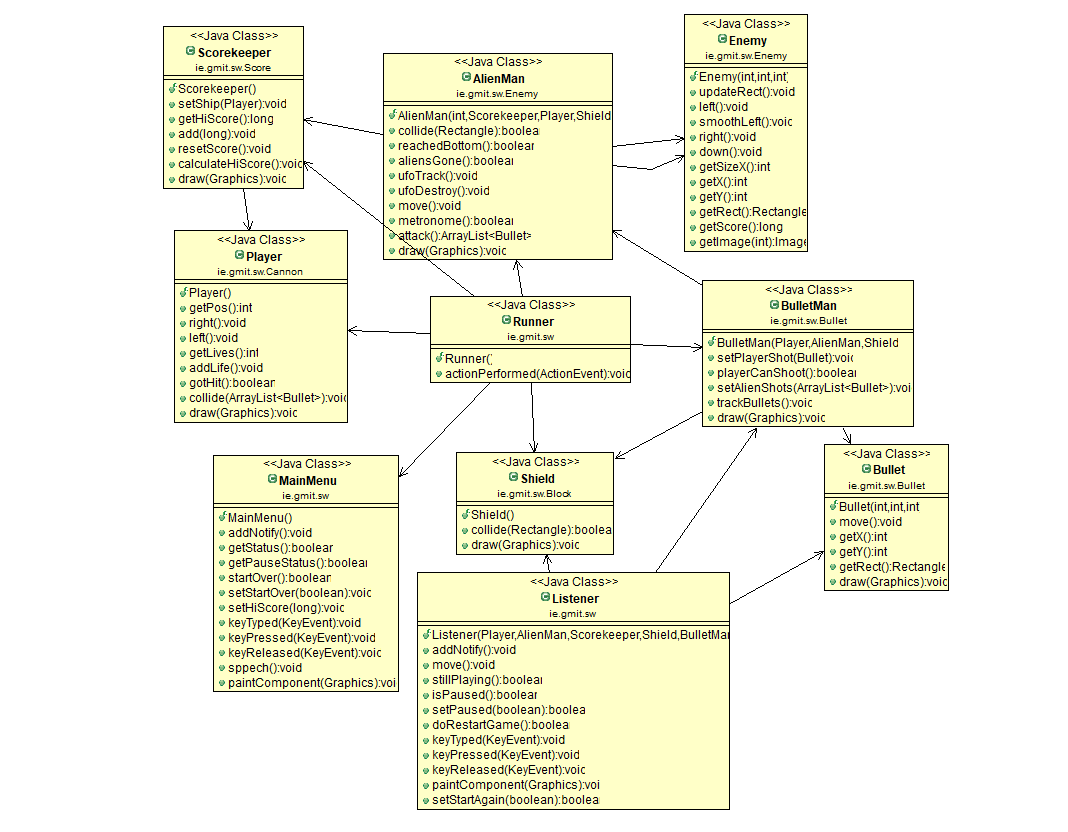 <<Java Class>>
Scorekeeper
ie.gmit.sw.Score
Scorekeeper()
setShip(Player):void
getHiScore():long
add(long):void
resetScore():void
calculateHiScore():voic
draw(Graphics):voic
<<Java Class>>
AlienMan
ie.gmit.sw.Enemy
AlienMan(int,Scorekeeper,Player,Shield
collide(Rectangle):boolea
reachedBottom():boolear
aliensGone():boolear
ufoTrack():void
ufoDestroy():void
move():void
metronome():boolear
attack():ArrayList<Bullet>
draw(Graphics):voic
<<Java Class>>
Enemy
ie.gmit.sw.Enemy
Enemy(int,int,int)
updateRect():void
left():void
smoothLeft():voic
right():void
down():void
getSizeX():int
getX():int
getY():int
getRect():Rectangle
getScore():long
getImage(int):Image
<<Java Class>>
Player
ie.gmit.sw.Cannon
Player()
getPos():int
right():void
left():void
getLives():int
addLife():void
gotHit():boolean
collide(ArrayList<Bullet>):voic
draw(Graphics):voic
<<Java Class>>
Runner
ie.gmit.sw
Runner()
actionPerformed(ActionEvent):void
<<Java Class>>
BulletMan
ie.gmit.sw.Bullet
BulletMan(Player,AlienMan,Shield
setPlayerShot(Bullet):voic
playerCanShoot():boolear
setAlienShots(ArrayList<Bullet>):voi
trackBullets():voic
draw(Graphics):voic
<<Java Class>>
MainMenu
ie.gmit.sw
MainMenu()
addNotify():void
getStatus():boolear
getPauseStatus():boolear
startOver():boolean
setStartOver(boolean):voic
setHiScore(long):voic
keyTyped(KeyEvent):void
keyPressed(KeyEvent):void
keyReleased(KeyEvent):voic
sppech():void
paintComponent(Graphics):voi
<<Java Class>>
Shield
ie.gmit.sw.Block
Shield()
collide(Rectangle):boolea
draw(Graphics):voic
<<Java Class>>
Bullet
ie.gmit.sw.Bullet
Bullet(int,int,int
move():void
getX():int
getY():int
getRect():Rectangle
draw(Graphics):voic
<<Java Class>>
Listener
ie.gmit.sw
Listener(Player,AlienMan,Scorekeeper,Shield,BulletMar
addNotify():void
move():void
stillPlaying():boolear
isPaused():boolear
setPaused(boolean):boolea
doRestartGame():boolea
keyTyped(KeyEvent):void
keyPressed(KeyEvent):void
keyReleased(KeyEvent):voic
paintComponent(Graphics):voi
setStartAgain(boolean):boolea